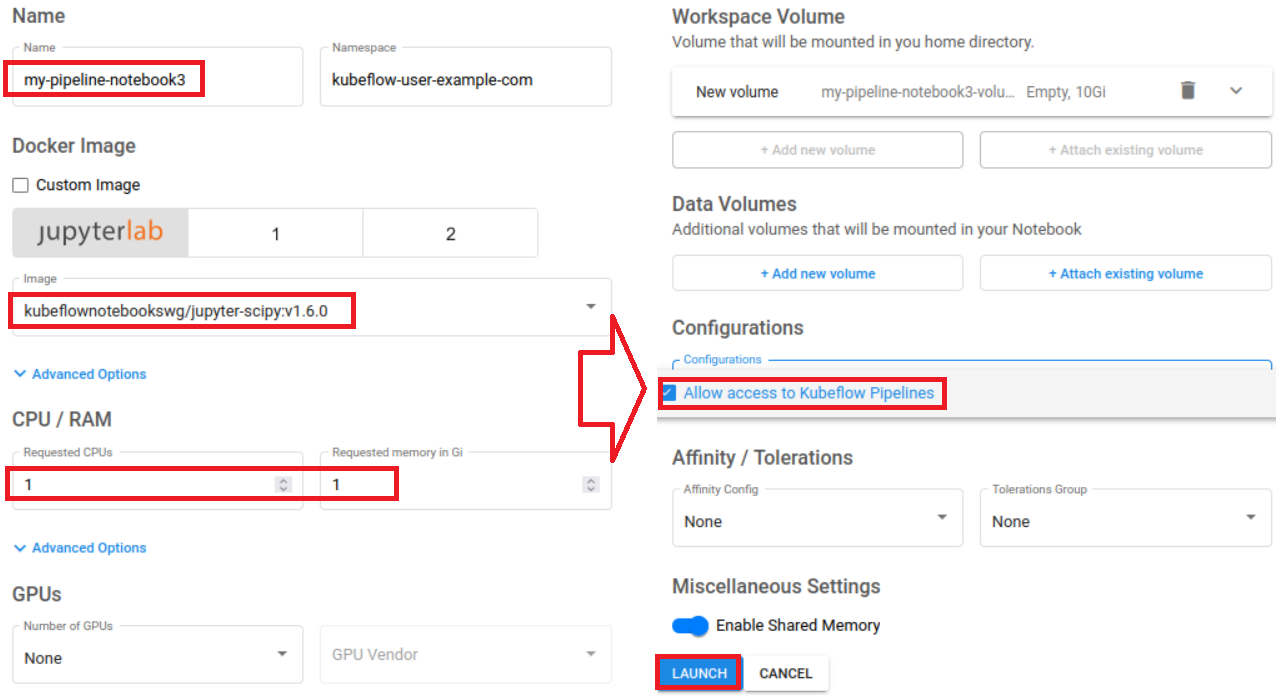 Name
Name
my-pipeline-notebook3
Namespace
kubeflow-user-example-com
Docker Image
Custom Image
jupyterlab
1
2
Image
kubeflownotebookswg/jupyter-scipy:v1.6.0
Advanced Options
CPU / RAM
Requested CPUs
1
Requested memory in Gi
1
Advanced Options
GPUs
Number of GPUs
None
GPU Vendor
Workspace Volume
Volume that will be mounted in you home directory.
New volume my-pipeline-notebook3-volu... Empty, 10Gi
+ Add new volume
+ Attach existing volume
Data Volumes
Additional volumes that will be mounted in your Notebook
+ Add new volume
+ Attach existing volume
Configurations
Configurations
Allow access to Kubeflow Pipelines
Affinity / Tolerations
Affinity Config
None
Tolerations Group
None
Miscellaneous Settings
Enable Shared Memory
LAUNCH
CANCEL